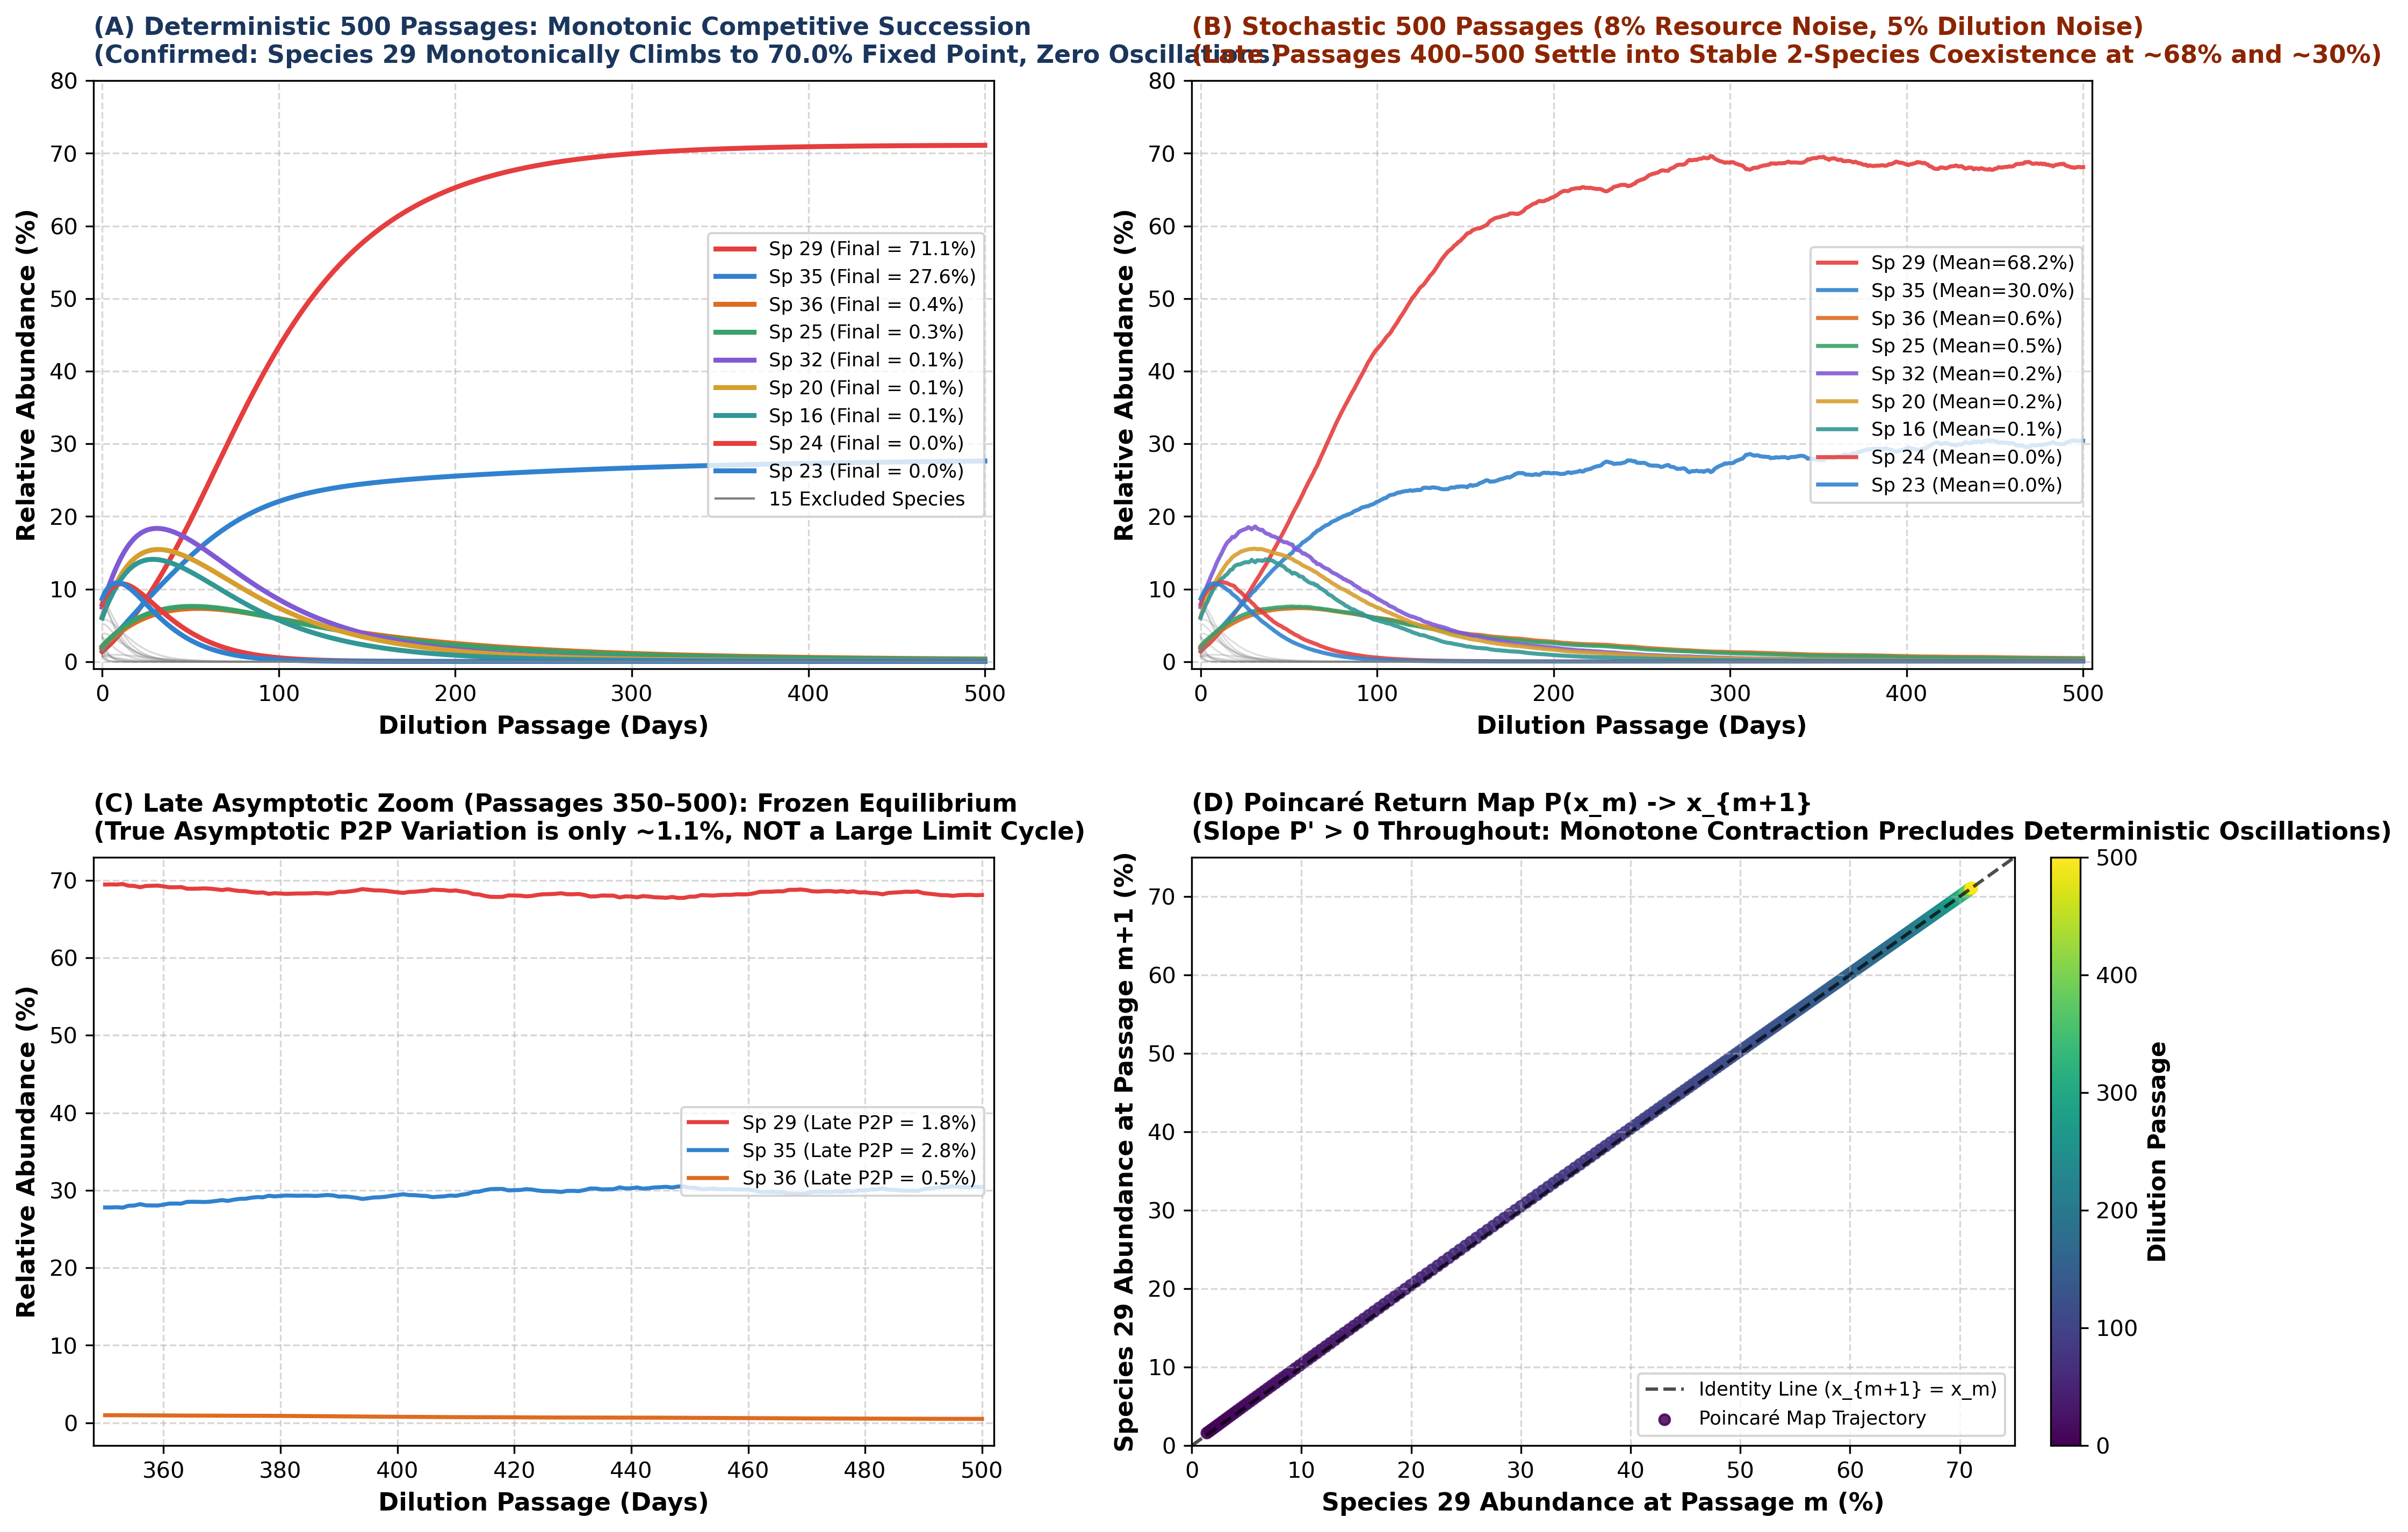 (A) Deterministic 500 Passages: Monotonic Competitive Succession
(Confirmed: Species 29 Monotonically Climbs to 70.0% Fixed Point, Zero Oscillations)
80
70
60
50
40
30
20
10
0
Relative Abundance (%)
Sp 29 (Final = 71.1%)
Sp 35 (Final = 27.6%)
Sp 36 (Final = 0.4%)
Sp 25 (Final = 0.3%)
Sp 32 (Final = 0.1%)
Sp 20 (Final = 0.1%)
Sp 16 (Final = 0.1%)
Sp 24 (Final = 0.0%)
Sp 23 (Final = 0.0%)
15 Excluded Species
0 100 200 300 400 500
Dilution Passage (Days)
(B) Stochastic 500 Passages (8% Resource Noise, 5% Dilution Noise)
(Late Passages 400–500 Settle into Stable 2-Species Coexistence at ~68% and ~30%)
80
70
60
50
40
30
20
10
0
Relative Abundance (%)
Sp 29 (Mean=68.2%)
Sp 35 (Mean=30.0%)
Sp 36 (Mean=0.6%)
Sp 25 (Mean=0.5%)
Sp 32 (Mean=0.2%)
Sp 20 (Mean=0.2%)
Sp 16 (Mean=0.1%)
Sp 24 (Mean=0.0%)
Sp 23 (Mean=0.0%)
0 100 200 300 400 500
Dilution Passage (Days)
(C) Late Asymptotic Zoom (Passages 350–500): Frozen Equilibrium
(True Asymptotic P2P Variation is only ~1.1%, NOT a Large Limit Cycle)
70
60
50
40
30
20
10
0
Relative Abundance (%)
Sp 29 (Late P2P = 1.8%)
Sp 35 (Late P2P = 2.8%)
Sp 36 (Late P2P = 0.5%)
360 380 400 420 440 460 480 500
Dilution Passage (Days)
(D) Poincaré Return Map P(x_m) -> x_{m+1}
(Slope P' > 0 Throughout: Monotone Contraction Precludes Deterministic Oscillations)
70
60
50
40
30
20
10
0
Species 29 Abundance at Passage m+1 (%)
Identity Line (x_{m+1} = x_m)
Poincaré Map Trajectory
0 10 20 30 40 50 60 70
Species 29 Abundance at Passage m (%)
500
400
300
200
100
0
Dilution Passage